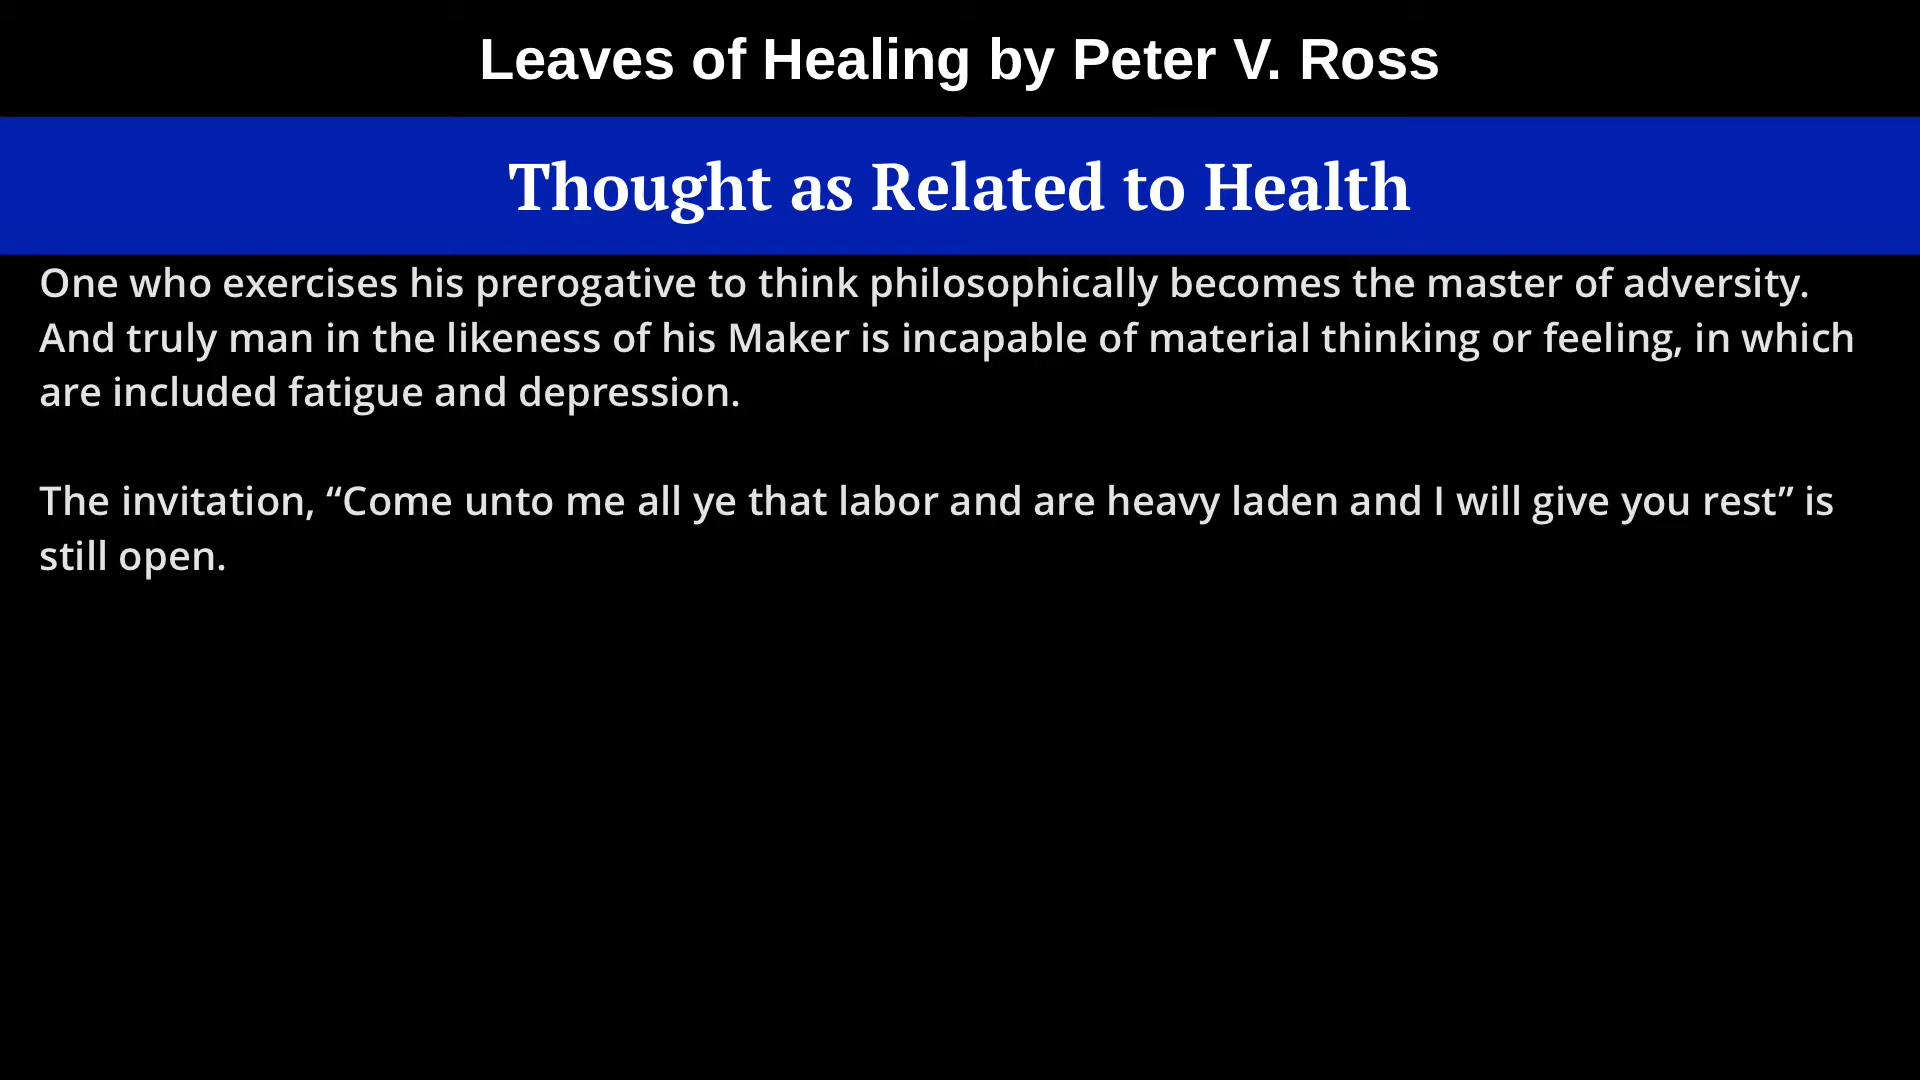 Leaves of Healing by Peter V. Ross
Thought as Related to Health
One who exercises his prerogative to think philosophically becomes the master of adversity.
And truly man in the likeness of his Maker is incapable of material thinking or feeling, in which
are included fatigue and depression.
The invitation, “Come unto me all ye that labor and are heavy laden and I will give you rest” is
still open.